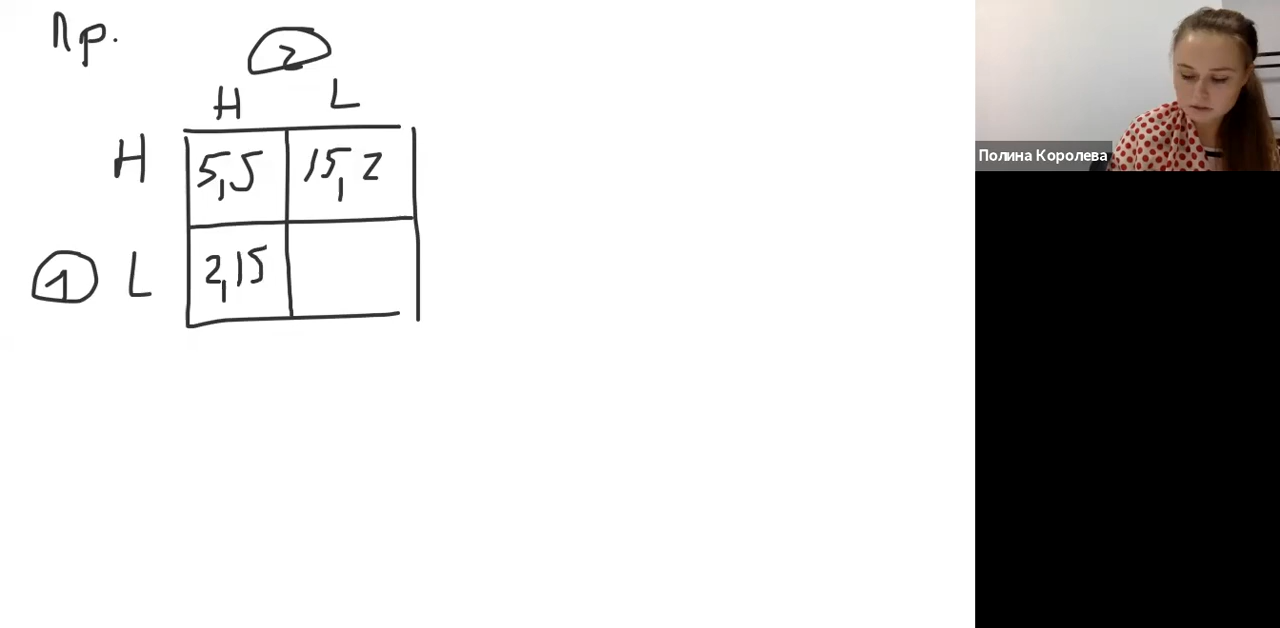 Пр.
2
H L
H 5,5 15,2
1 L 2,15
Полина Королева